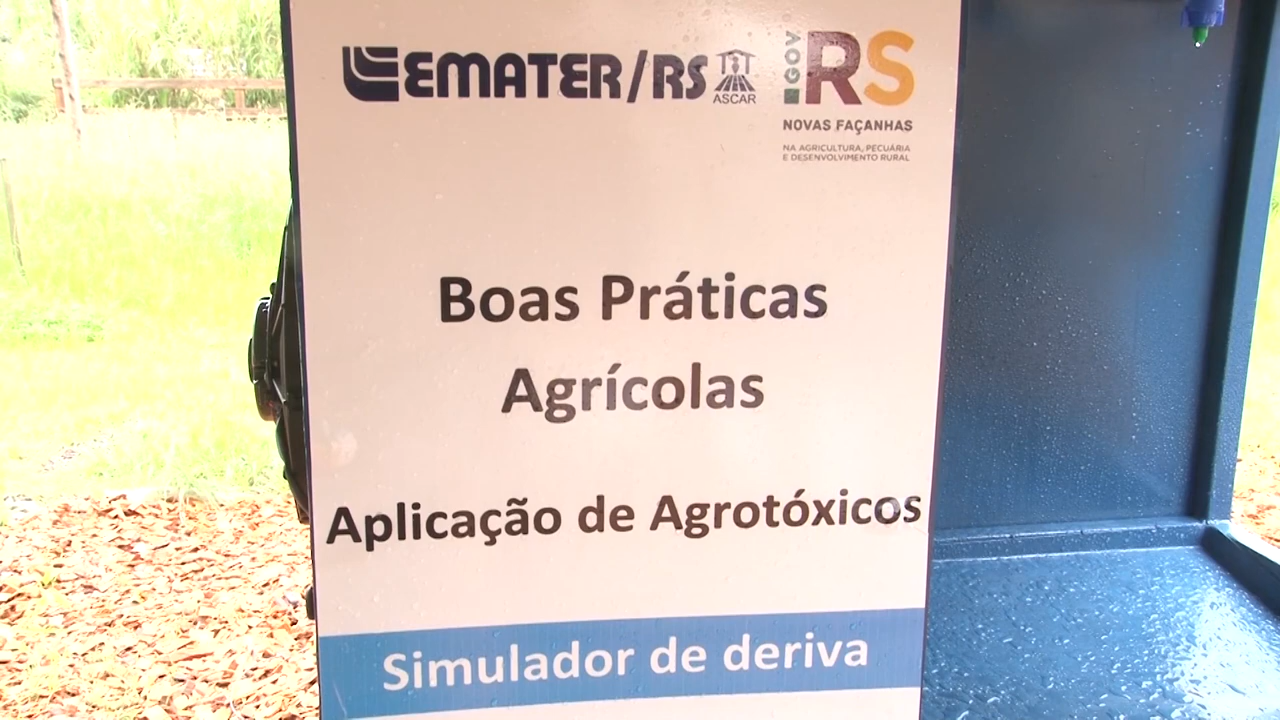 EMATER/RS
ASCAR
.GOV
RS
NOVAS FAÇANHAS
NA AGRICULTURA, PECUÁRIA
E DESENVOLVIMENTO RURAL
Boas Práticas
Agrícolas
Aplicação de Agrotóxicos
Simulador de deriva